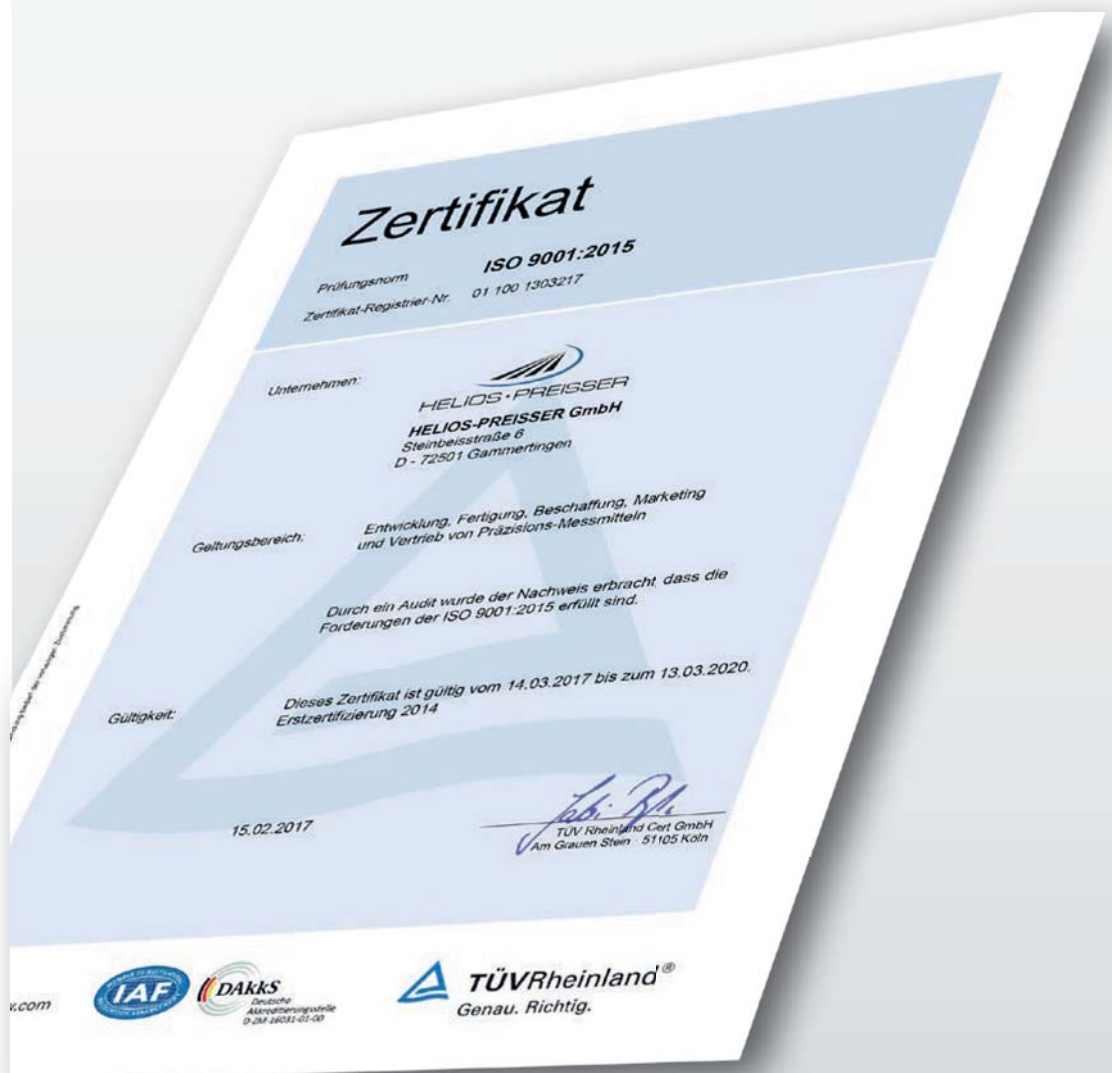 Zertifikat
Prüfungsnorm ISO 9001:2015
Zertifikat-Registrier-Nr. 01 100 1303217
Unternehmen:
HELIOS·PREISSER
HELIOS-PREISSER GmbH
Steinbeisstraße 6
D - 72501 Gammertingen
Geltungsbereich: Entwicklung, Fertigung, Beschaffung, Marketing
und Vertrieb von Präzisions-Messmitteln
Durch ein Audit wurde der Nachweis erbracht, dass die
Forderungen der ISO 9001:2015 erfüllt sind.
Gültigkeit: Dieses Zertifikat ist gültig vom 14.03.2017 bis zum 13.03.2020.
Erstzertifizierung 2014
15.02.2017
TÜV Rheinland Cert GmbH
Am Grauen Stein · 51105 Köln
.com
IAF
DAkkS
Deutsche
Akkreditierungsstelle
D-ZM-16031-01-00
TÜVRheinland®
Genau. Richtig.